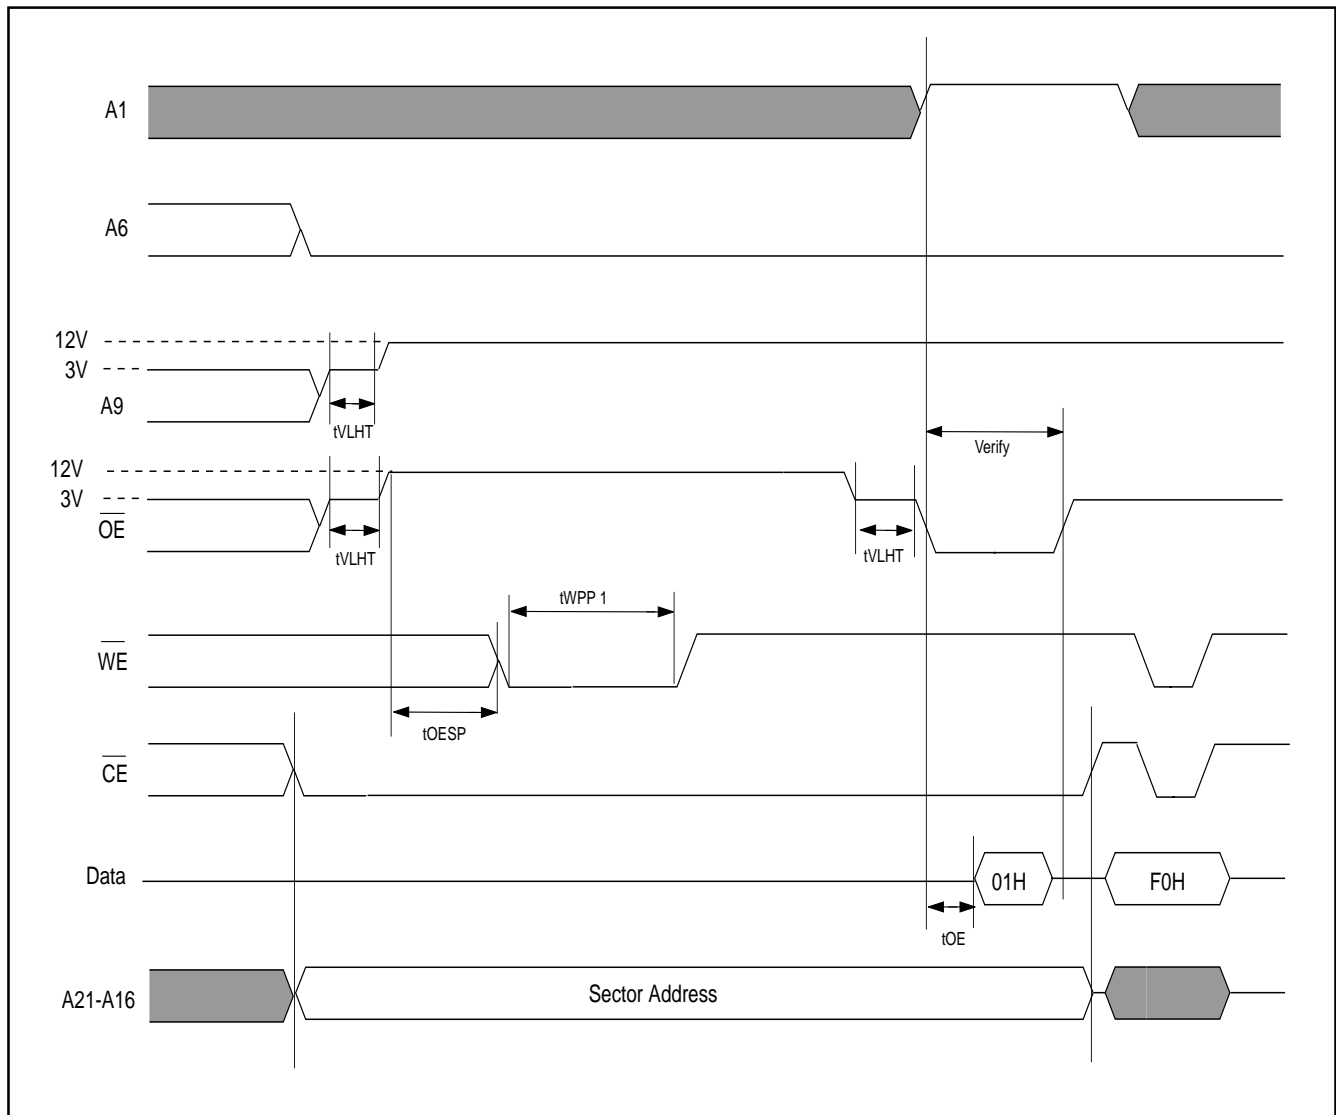 A1
A6
12V
3V
A9
tVLHT
Verify
12V
3V
OE
tVLHT
tVLHT
tWPP 1
WE
tOESP
CE
Data
01H
F0H
tOE
A21-A16
Sector Address